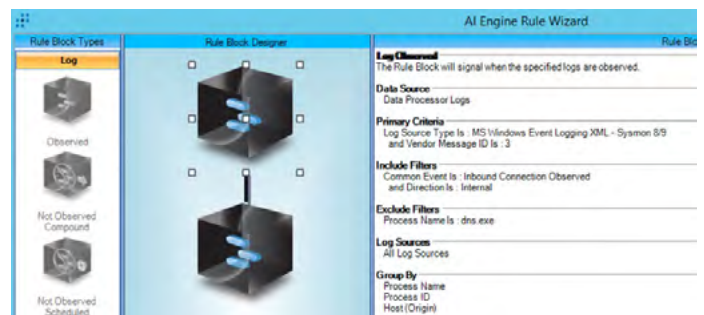 AI Engine Rule Wizard
Rule Block Types
Rule Block Designer
Rule Bloc
Log
Observed
Not Observed
Compound
Not Observed
Scheduled
Log Observed
The Rule Block will signal when the specified logs are observed.
Data Source
Data Processor Logs
Primary Criteria
Log Source Type Is : MS Windows Event Logging XML - Sysmon 8/9
and Vendor Message ID Is : 3
Include Filters
Common Event Is : Inbound Connection Observed
and Direction Is : Internal
Exclude Filters
Process Name Is : dns.exe
Log Sources
All Log Sources
Group By
Process Name
Process ID
Host (Origin)